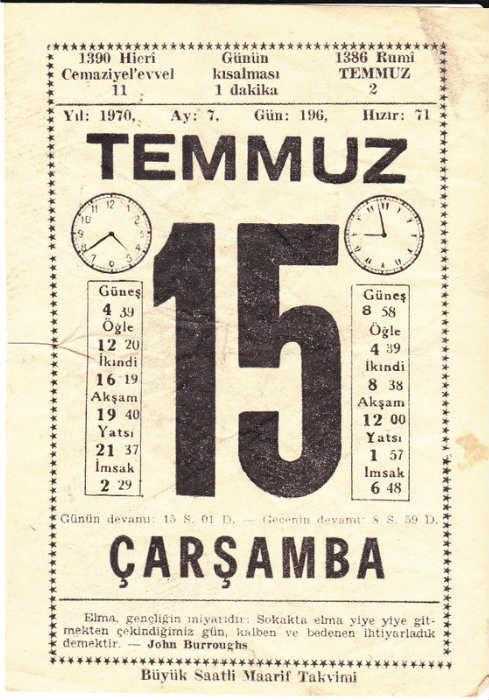 1390 Hicri
Cemaziyel'evvel
11
Günün
kısalması
1 dakika
1386 Rumî
TEMMUZ
2
Yıl: 1970, Ay: 7, Gün: 196, Hızır: 71
TEMMUZ
15
Güneş
4 39
Öğle
12 20
İkindi
16 19
Akşam
19 40
Yatsı
21 37
İmsak
2 29
Güneş
8 58
Öğle
4 39
İkindi
8 38
Akşam
12 00
Yatsı
1 57
İmsak
6 48
Günün devamı: 15 S. 01 D. — Gecenin devamı: 8 S. 59 D.
ÇARŞAMBA
Elma, gençliğin miyarıdır: Sokakta elma yiye yiye git-
mekten çekindiğimiz gün, kalben ve bedenen ihtiyarladık
demektir. — John Burroughs
Büyük Saatli Maarif Takvimi